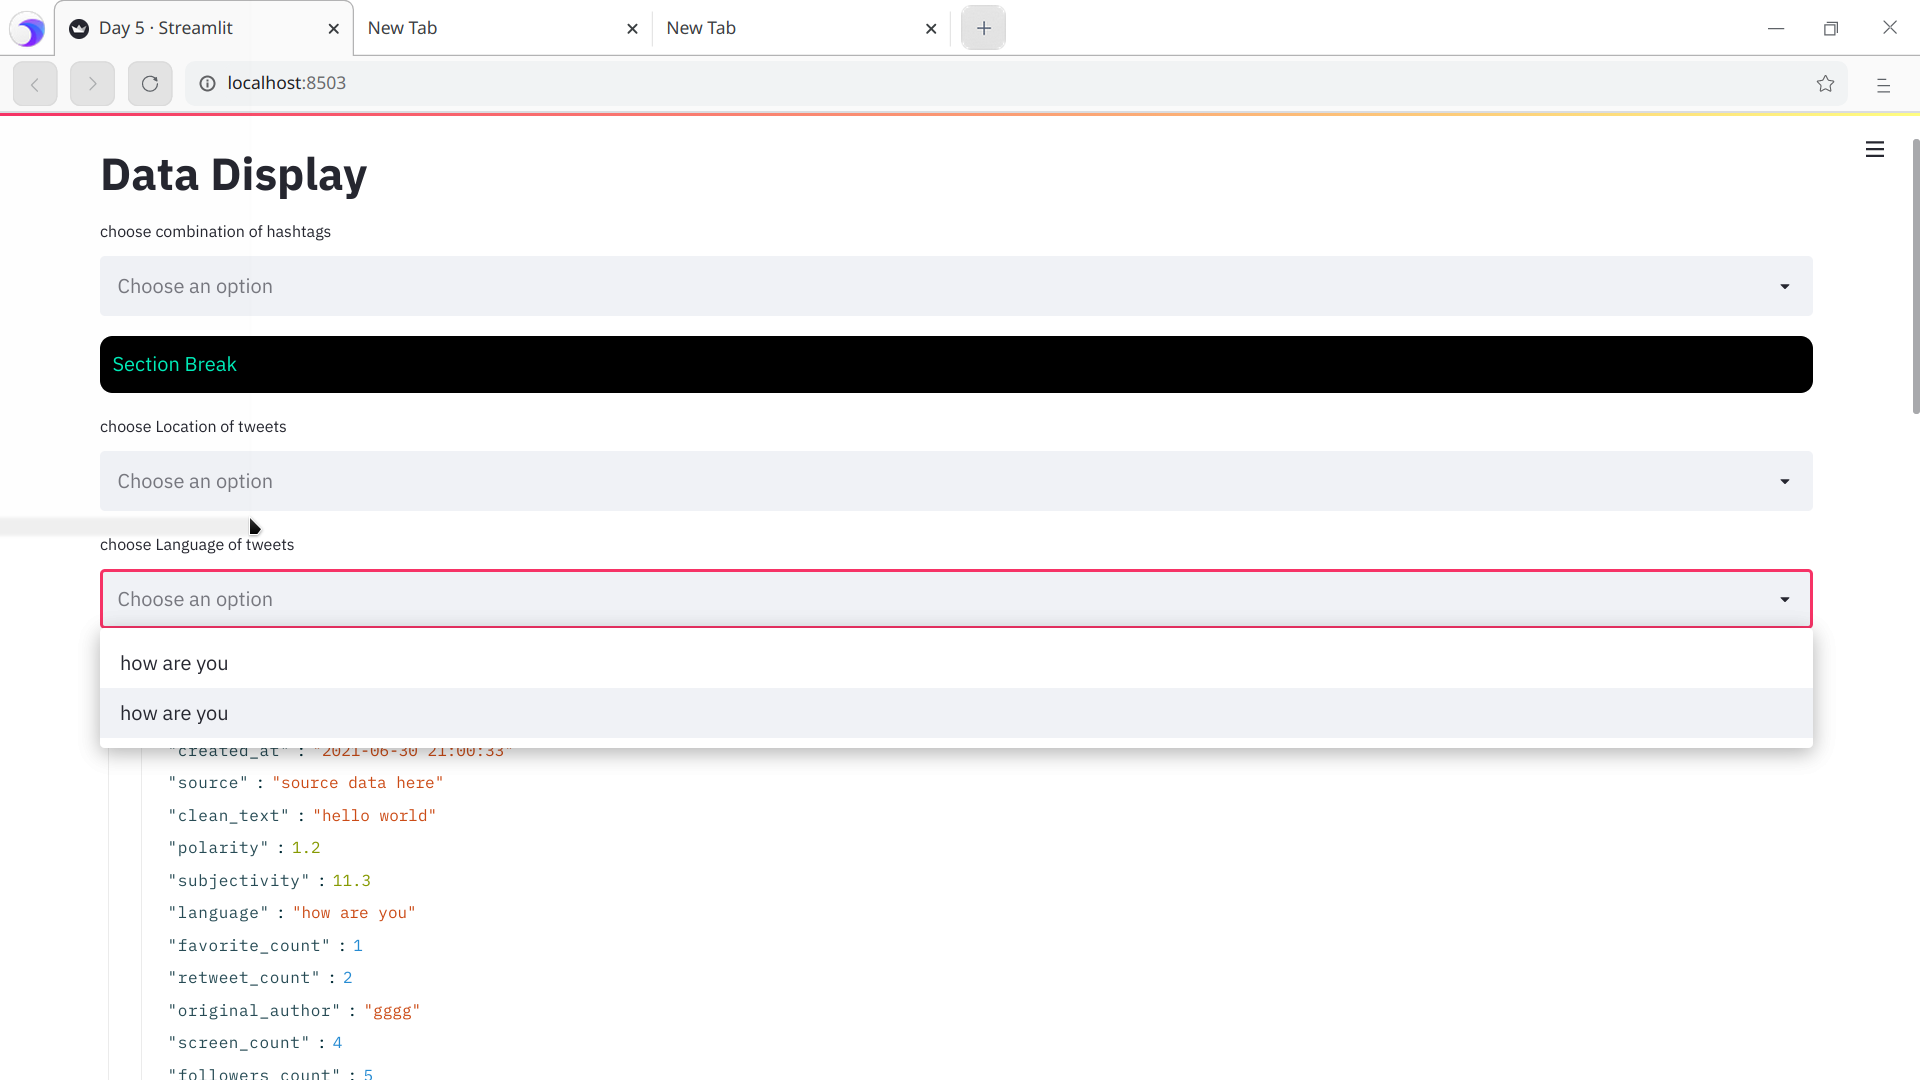 Day 5 · Streamlit
New Tab
New Tab
localhost:8503
Data Display
choose combination of hashtags
Choose an option
Section Break
choose Location of tweets
Choose an option
choose Language of tweets
Choose an option
how are you
how are you
"created_at" : "2021-06-30 21:00:33"
"source" : "source data here"
"clean_text" : "hello world"
"polarity" : 1.2
"subjectivity" : 11.3
"language" : "how are you"
"favorite_count" : 1
"retweet_count" : 2
"original_author" : "gggg"
"screen_count" : 4
"followers_count" : 5